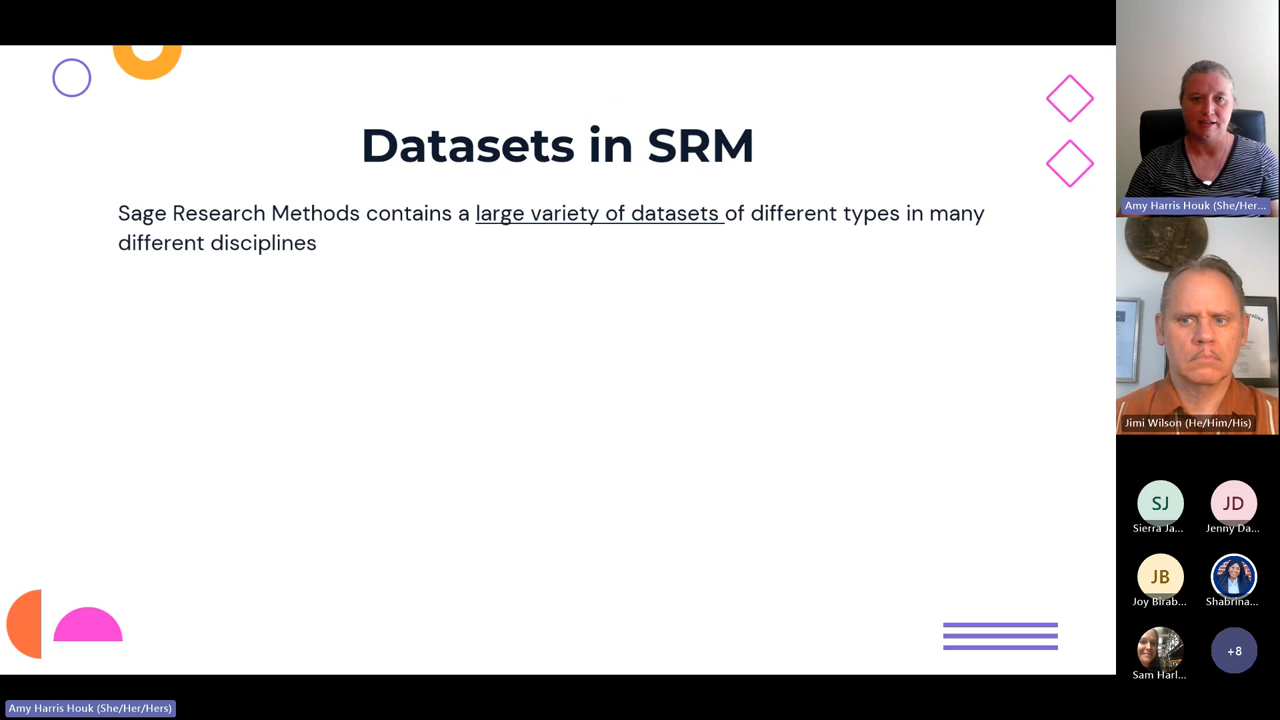 Datasets in SRM
Sage Research Methods contains a large variety of datasets of different types in many
different disciplines
Amy Harris Houk (She/Her...
Jimi Wilson (He/Him/His)
SJ
JD
Sierra Ja...
Jenny Da...
JB
Joy Birab...
Shabrina...
Sam Harl...
+8
Amy Harris Houk (She/Her/Hers)